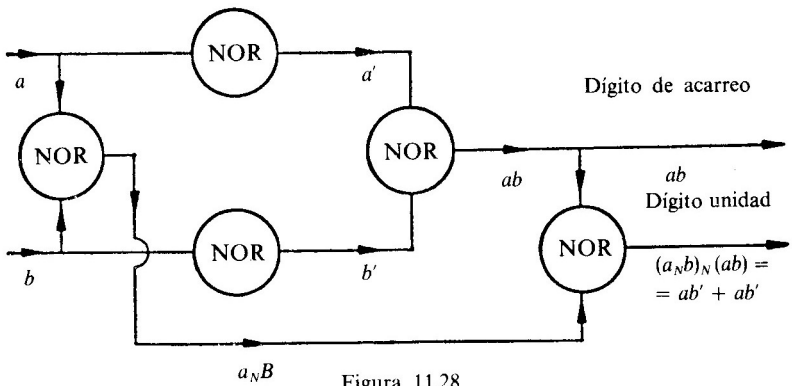 NOR
NOR
NOR
NOR
NOR
a
a'
b
b'
ab
Dígito de acarreo
ab
Dígito unidad
(a_N b)_N (ab) =
= ab' + ab'
a_N B
Figura 11.28